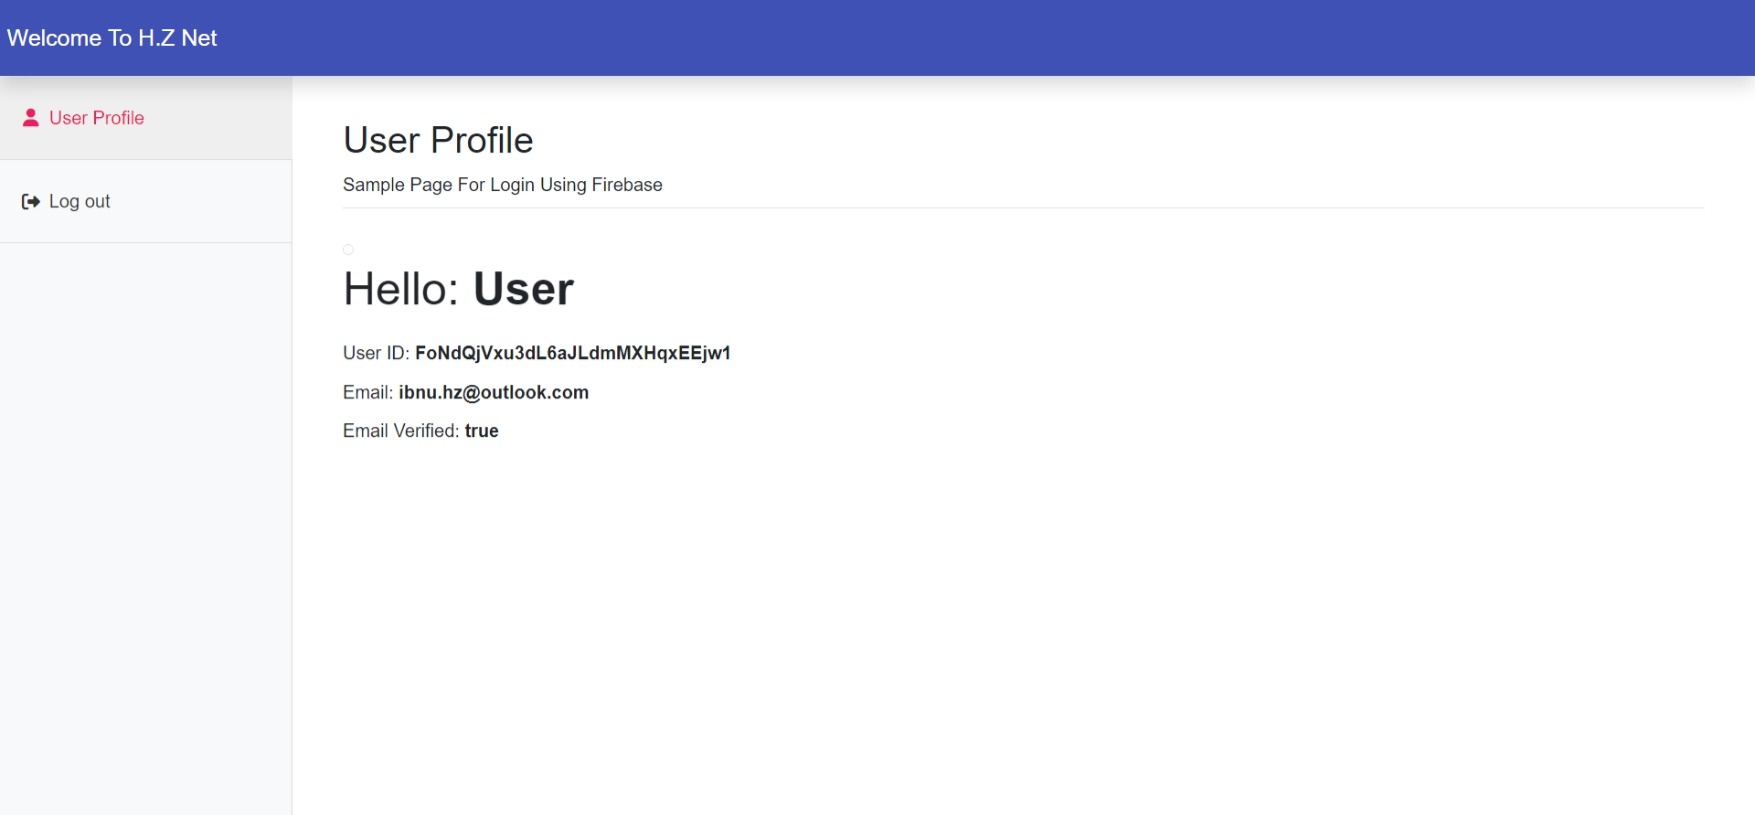 Welcome To H.Z Net
User Profile
Log out
User Profile
Sample Page For Login Using Firebase
Hello: User
User ID: FoNdQjVxu3dL6aJLdmMXHqxEEjw1
Email: ibnu.hz@outlook.com
Email Verified: true